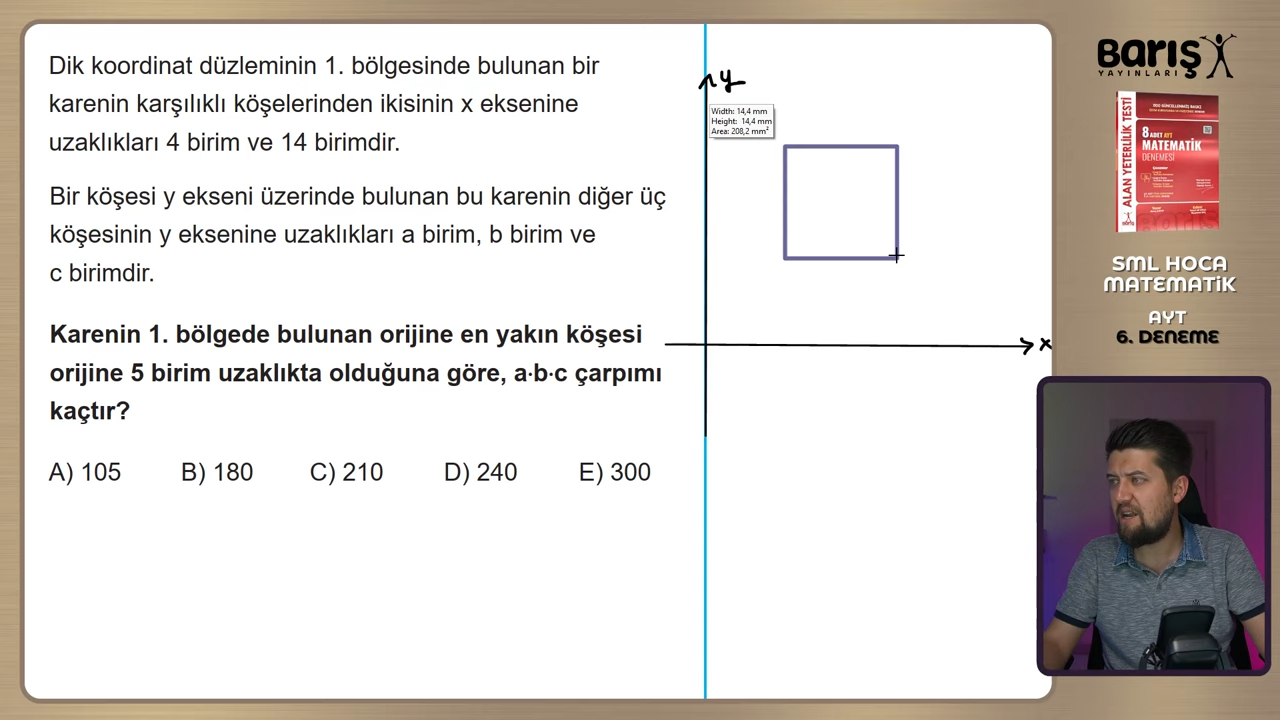 Dik koordinat düzleminin 1. bölgesinde bulunan bir
karenin karşılıklı köşelerinden ikisinin x eksenine
uzaklıkları 4 birim ve 14 birimdir.
Bir köşesi y ekseni üzerinde bulunan bu karenin diğer üç
köşesinin y eksenine uzaklıkları a birim, b birim ve
c birimdir.
Karenin 1. bölgede bulunan orijine en yakın köşesi
orijine 5 birim uzaklıkta olduğuna göre, a·b·c çarpımı
kaçtır?
A) 105 B) 180 C) 210 D) 240 E) 300
y
Width: 14,4 mm
Height: 14,4 mm
Area: 208,2 mm²
x
Barış
YAYINLARI
ALAN YETERLİLİK TESTİ
8 ADET AYT
MATEMATİK
DENEMESİ
SML HOCA
MATEMATİK
AYT
6. DENEME